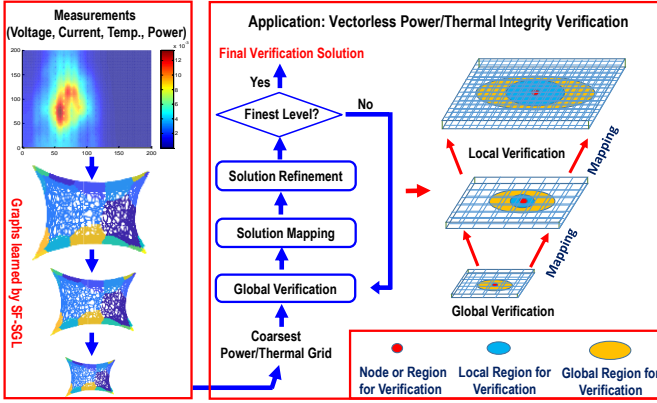 Measurements
(Voltage, Current, Temp., Power)
200
150
100
50
0
0
50
100
150
200
12
10
8
6
4
2
Graphs learned by SF-SGL
Application: Vectorless Power/Thermal Integrity Verification
Final Verification Solution
Yes
No
Finest Level?
Solution Refinement
Solution Mapping
Global Verification
Coarsest
Power/Thermal Grid
Local Verification
Mapping
Mapping
Global Verification
Node or Region
for Verification
Local Region for
Verification
Global Region for
Verification